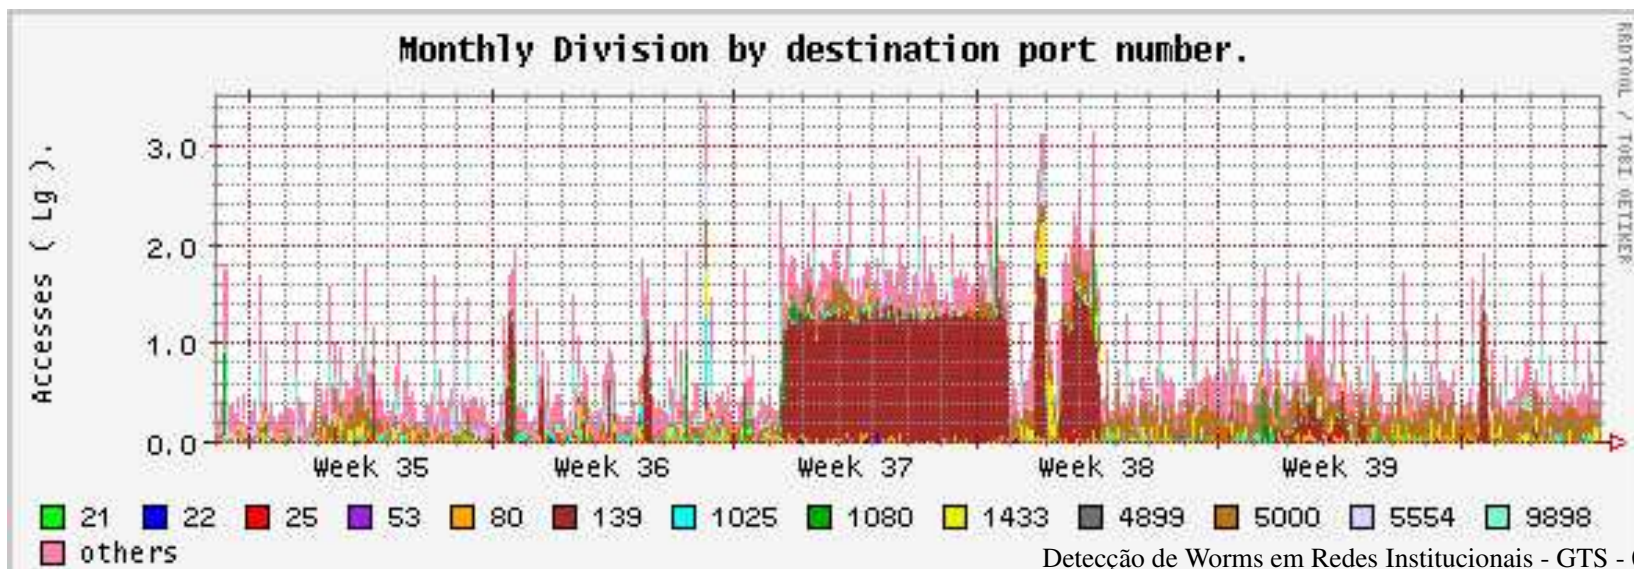 Monthly Division by destination port number.
RRDTOOL / TOBI OETIKER
Accesses ( Lg ).
3.0
2.0
1.0
0.0
Week 35 Week 36 Week 37 Week 38 Week 39
21 22 25 53 80 139 1025 1080 1433 4899 5000 5554 9898
others
Detecção de Worms em Redes Institucionais - GTS -